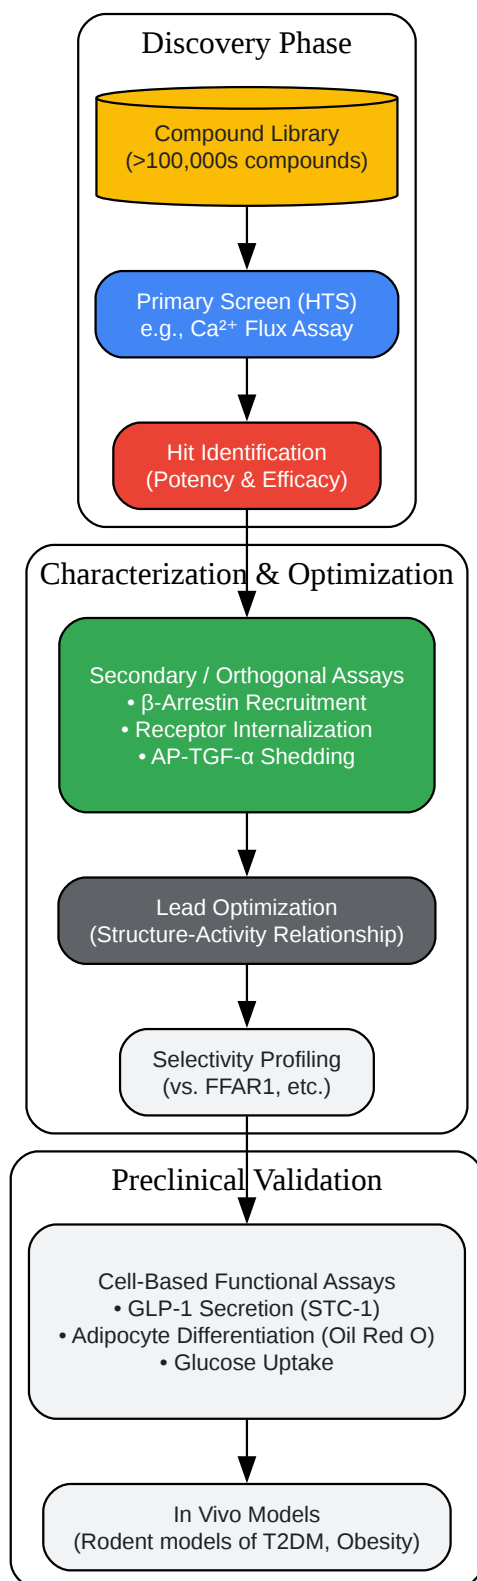 Discovery Phase
Compound Library
(>100,000s compounds)
Primary Screen (HTS)
e.g., Ca²⁺ Flux Assay
Hit Identification
(Potency & Efficacy)
Characterization & Optimization
Secondary / Orthogonal Assays
• β-Arrestin Recruitment
• Receptor Internalization
• AP-TGF-α Shedding
Lead Optimization
(Structure-Activity Relationship)
Selectivity Profiling
(vs. FFAR1, etc.)
Preclinical Validation
Cell-Based Functional Assays
• GLP-1 Secretion (STC-1)
• Adipocyte Differentiation (Oil Red O)
• Glucose Uptake
In Vivo Models
(Rodent models of T2DM, Obesity)